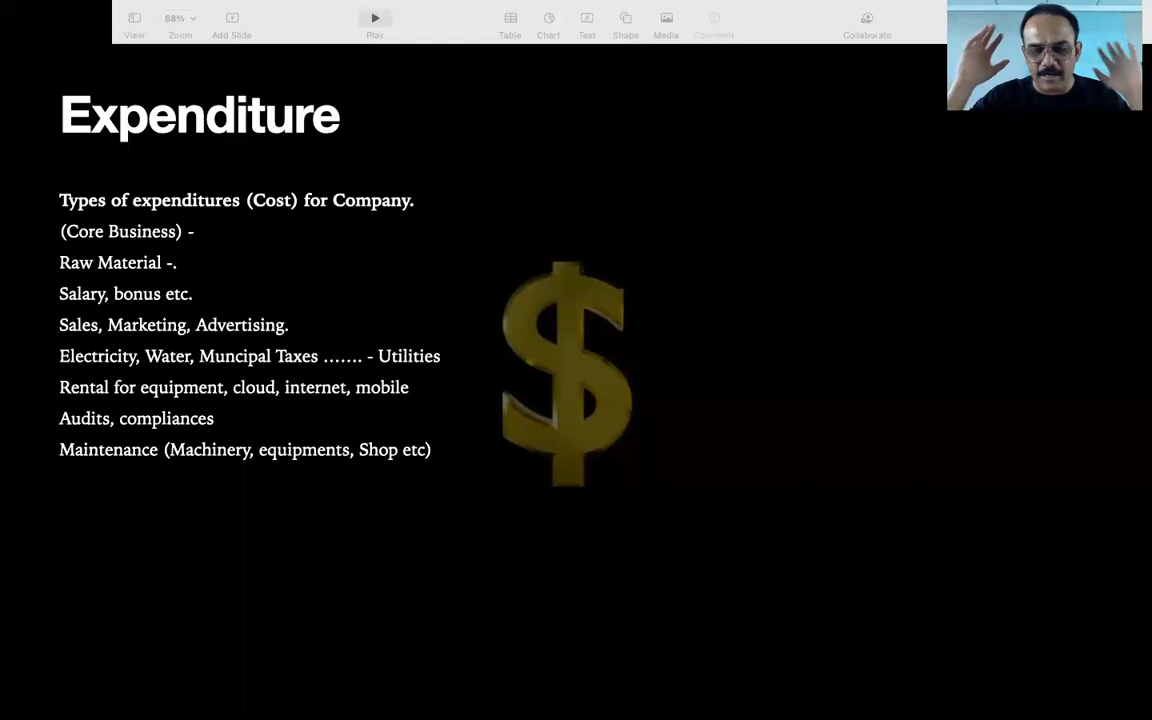 68%
View Zoom Add Slide Play Table Chart Text Shape Media Comment Collaborate
Expenditure
Types of expenditures (Cost) for Company.
(Core Business) -
Raw Material -.
Salary, bonus etc.
Sales, Marketing, Advertising.
Electricity, Water, Muncipal Taxes ....... - Utilities
Rental for equipment, cloud, internet, mobile
Audits, compliances
Maintenance (Machinery, equipments, Shop etc)
$